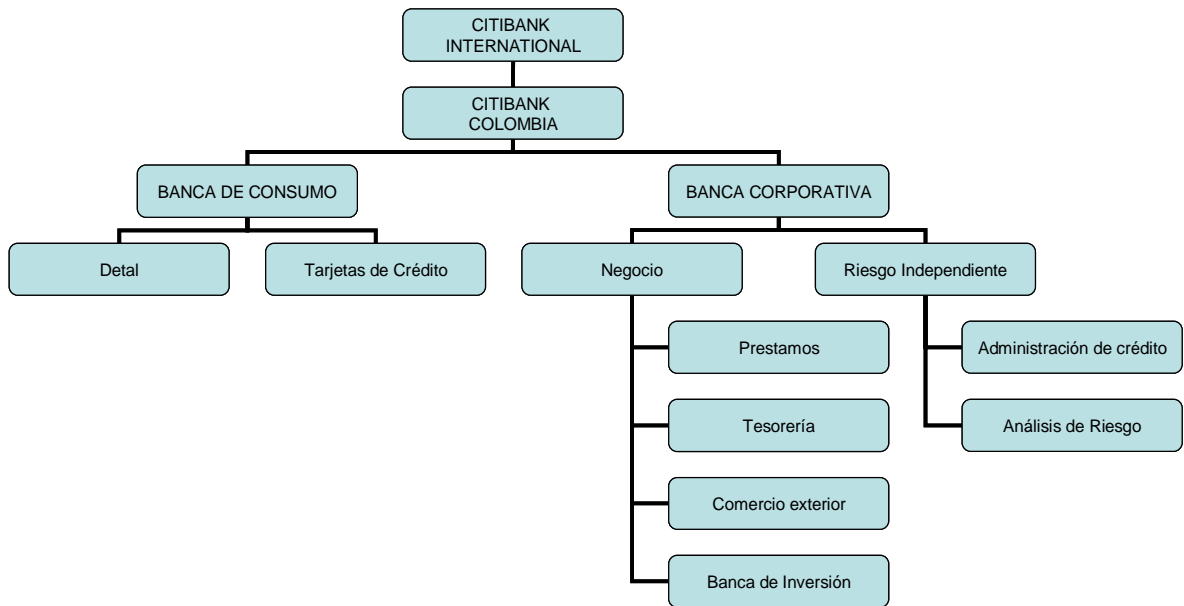 CITIBANK
INTERNATIONAL
CITIBANK
COLOMBIA
BANCA DE CONSUMO
BANCA CORPORATIVA
Detal
Tarjetas de Crédito
Negocio
Riesgo Independiente
Prestamos
Administración de crédito
Tesorería
Análisis de Riesgo
Comercio exterior
Banca de Inversión